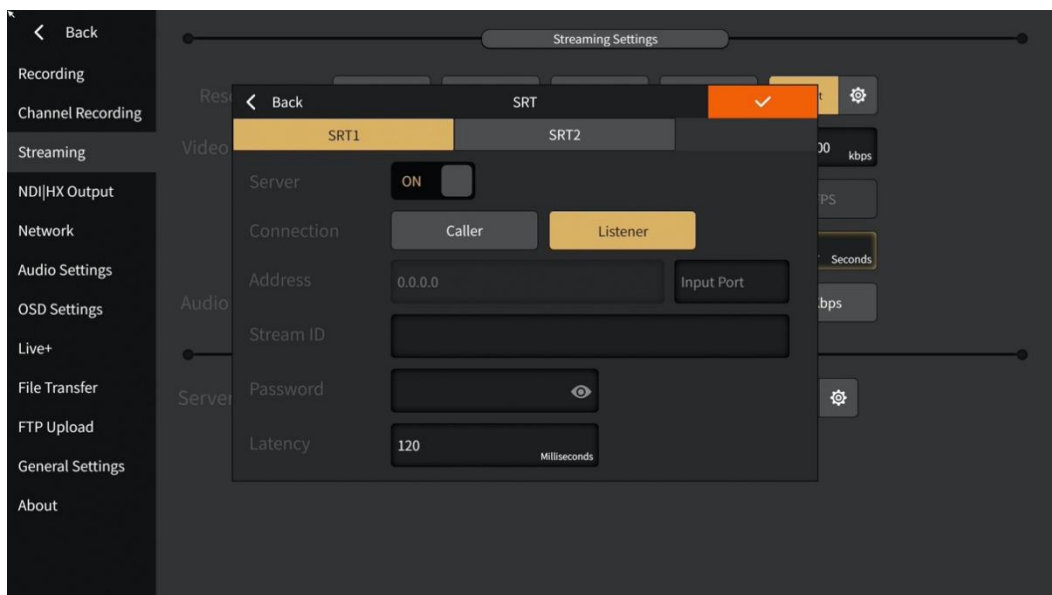 Back
Streaming Settings
Recording
Channel Recording
Streaming
NDI|HX Output
Network
Audio Settings
OSD Settings
Live+
File Transfer
FTP Upload
General Settings
About
Back
SRT
SRT1
SRT2
Server
ON
Connection
Caller
Listener
Address
0.0.0.0
Input Port
Stream ID
Password
Latency
120
Milliseconds
Video
kbps
Seconds
Audio
Server